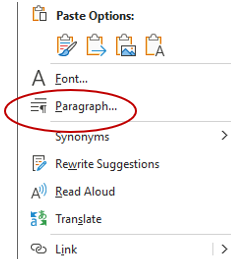 Paste Options:
Font...
Paragraph...
Synonyms
Rewrite Suggestions
Read Aloud
Translate
Link